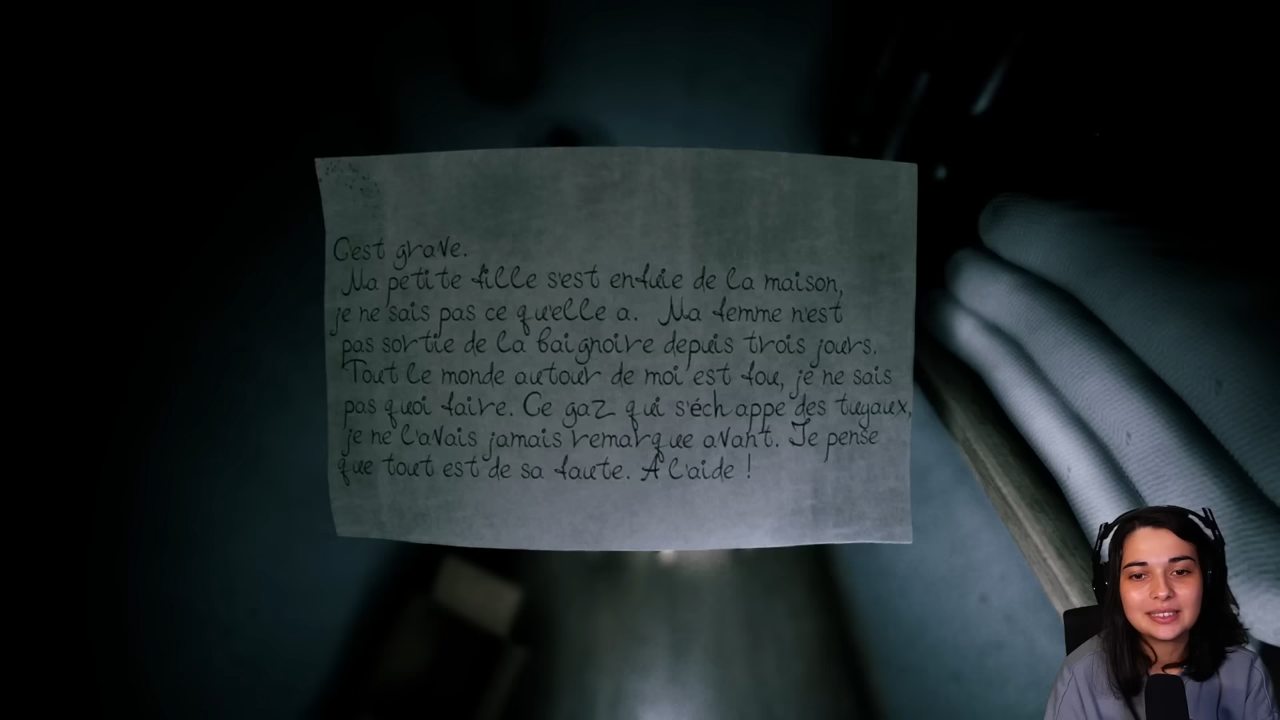 C'est grave.
Ma petite fille s'est enfuie de la maison,
je ne sais pas ce qu'elle a. Ma femme n'est
pas sortie de la baignoire depuis trois jours.
Tout le monde autour de moi est fou, je ne sais
pas quoi faire. Ce gaz qui s'échappe des tuyaux,
je ne l'avais jamais remarque avant. Je pense
que tout est de sa faute. A l'aide !